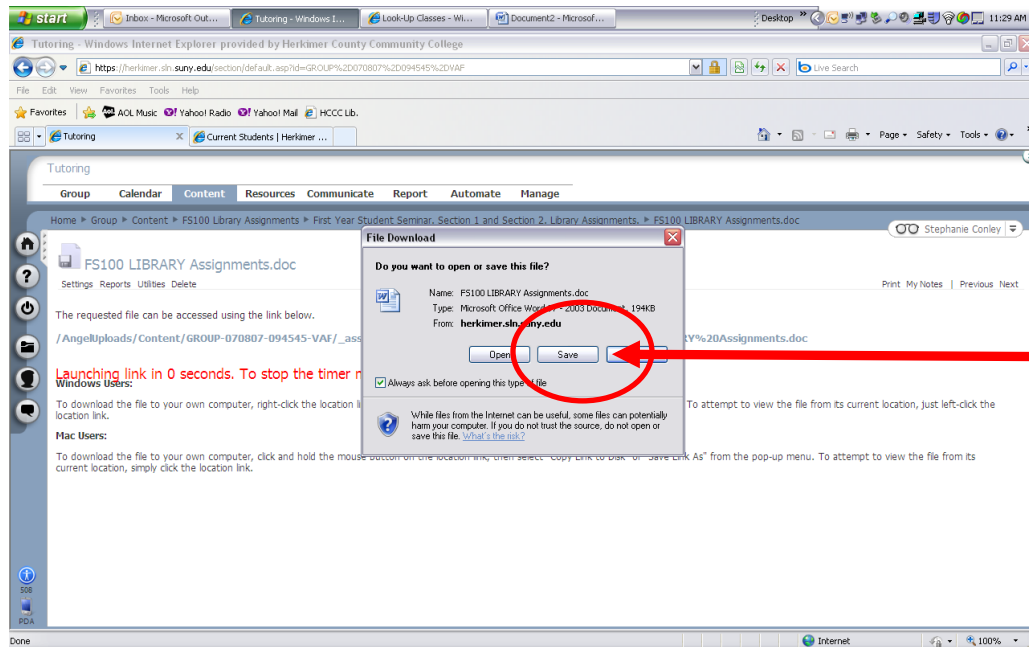 start
Inbox - Microsoft Out...
Tutoring - Windows I...
Look-Up Classes - Wi...
Document2 - Microsof...
Desktop »
11:29 AM
Tutoring - Windows Internet Explorer provided by Herkimer County Community College
https://herkimer.sln.suny.edu/section/default.asp?id=GROUP%2D070807%2D094545%2DVAF
Live Search
File Edit View Favorites Tools Help
Favorites AOL Music Yahoo! Radio Yahoo! Mail HCCC Lib.
Tutoring
Current Students | Herkimer ...
Page Safety Tools
Tutoring
Group Calendar Content Resources Communicate Report Automate Manage
Home Group Content FS100 Library Assignments First Year Student Seminar. Section 1 and Section 2. Library Assignments. FS100 LIBRARY Assignments.doc
Stephanie Conley
FS100 LIBRARY Assignments.doc
Settings Reports Utilities Delete
Print My Notes | Previous Next
The requested file can be accessed using the link below.
/AngelUploads/Content/GROUP-070807-094545-VAF/_ass
RY%20Assignments.doc
Launching link in 0 seconds. To stop the timer
Windows Users:
To download the file to your own computer, right-click the location
To attempt to view the file from its current location, just left-click the
location link.
Mac Users:
To download the file to your own computer, click and hold the mouse button on the location link, then select "Copy Link to Disk" or "Save Link As" from the pop-up menu. To attempt to view the file from its
current location, simply click the location link.
File Download
Do you want to open or save this file?
Name: FS100 LIBRARY Assignments.doc
Type: Microsoft Office Word - 2003 Document, 194KB
From: herkimer.sln.suny.edu
Open Save
Always ask before opening this type of file
While files from the Internet can be useful, some files can potentially
harm your computer. If you do not trust the source, do not open or
save this file. What's the risk?
508
PDA
Done
Internet
100%